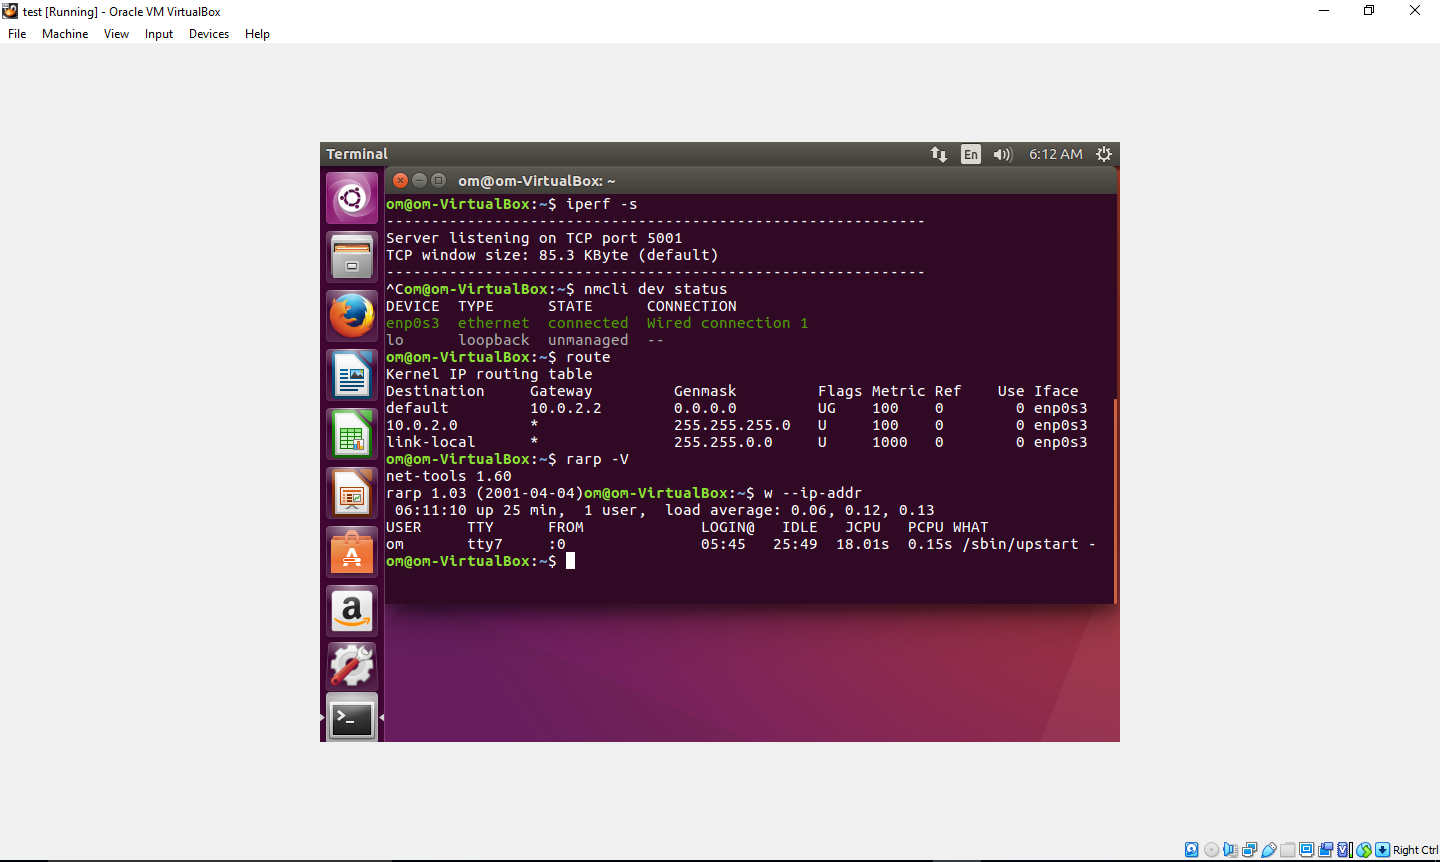 test [Running] - Oracle VM VirtualBox
File Machine View Input Devices Help
Terminal En 6:12 AM
om@om-VirtualBox: ~
om@om-VirtualBox:~$ iperf -s
------------------------------------------------------------
Server listening on TCP port 5001
TCP window size: 85.3 KByte (default)
------------------------------------------------------------
^Com@om-VirtualBox:~$ nmcli dev status
DEVICE  TYPE      STATE      CONNECTION
enp0s3  ethernet  connected  Wired connection 1
lo      loopback  unmanaged  --
om@om-VirtualBox:~$ route
Kernel IP routing table
Destination     Gateway         Genmask         Flags Metric Ref    Use Iface
default         10.0.2.2        0.0.0.0         UG    100    0        0 enp0s3
10.0.2.0        *               255.255.255.0   U     100    0        0 enp0s3
link-local      *               255.255.0.0     U     1000   0        0 enp0s3
om@om-VirtualBox:~$ rarp -V
net-tools 1.60
rarp 1.03 (2001-04-04)om@om-VirtualBox:~$ w --ip-addr
 06:11:10 up 25 min,  1 user,  load average: 0.06, 0.12, 0.13
USER     TTY      FROM             LOGIN@   IDLE   JCPU   PCPU WHAT
om       tty7     :0               05:45   25:49  18.01s  0.15s /sbin/upstart -
om@om-VirtualBox:~$
Right Ctrl